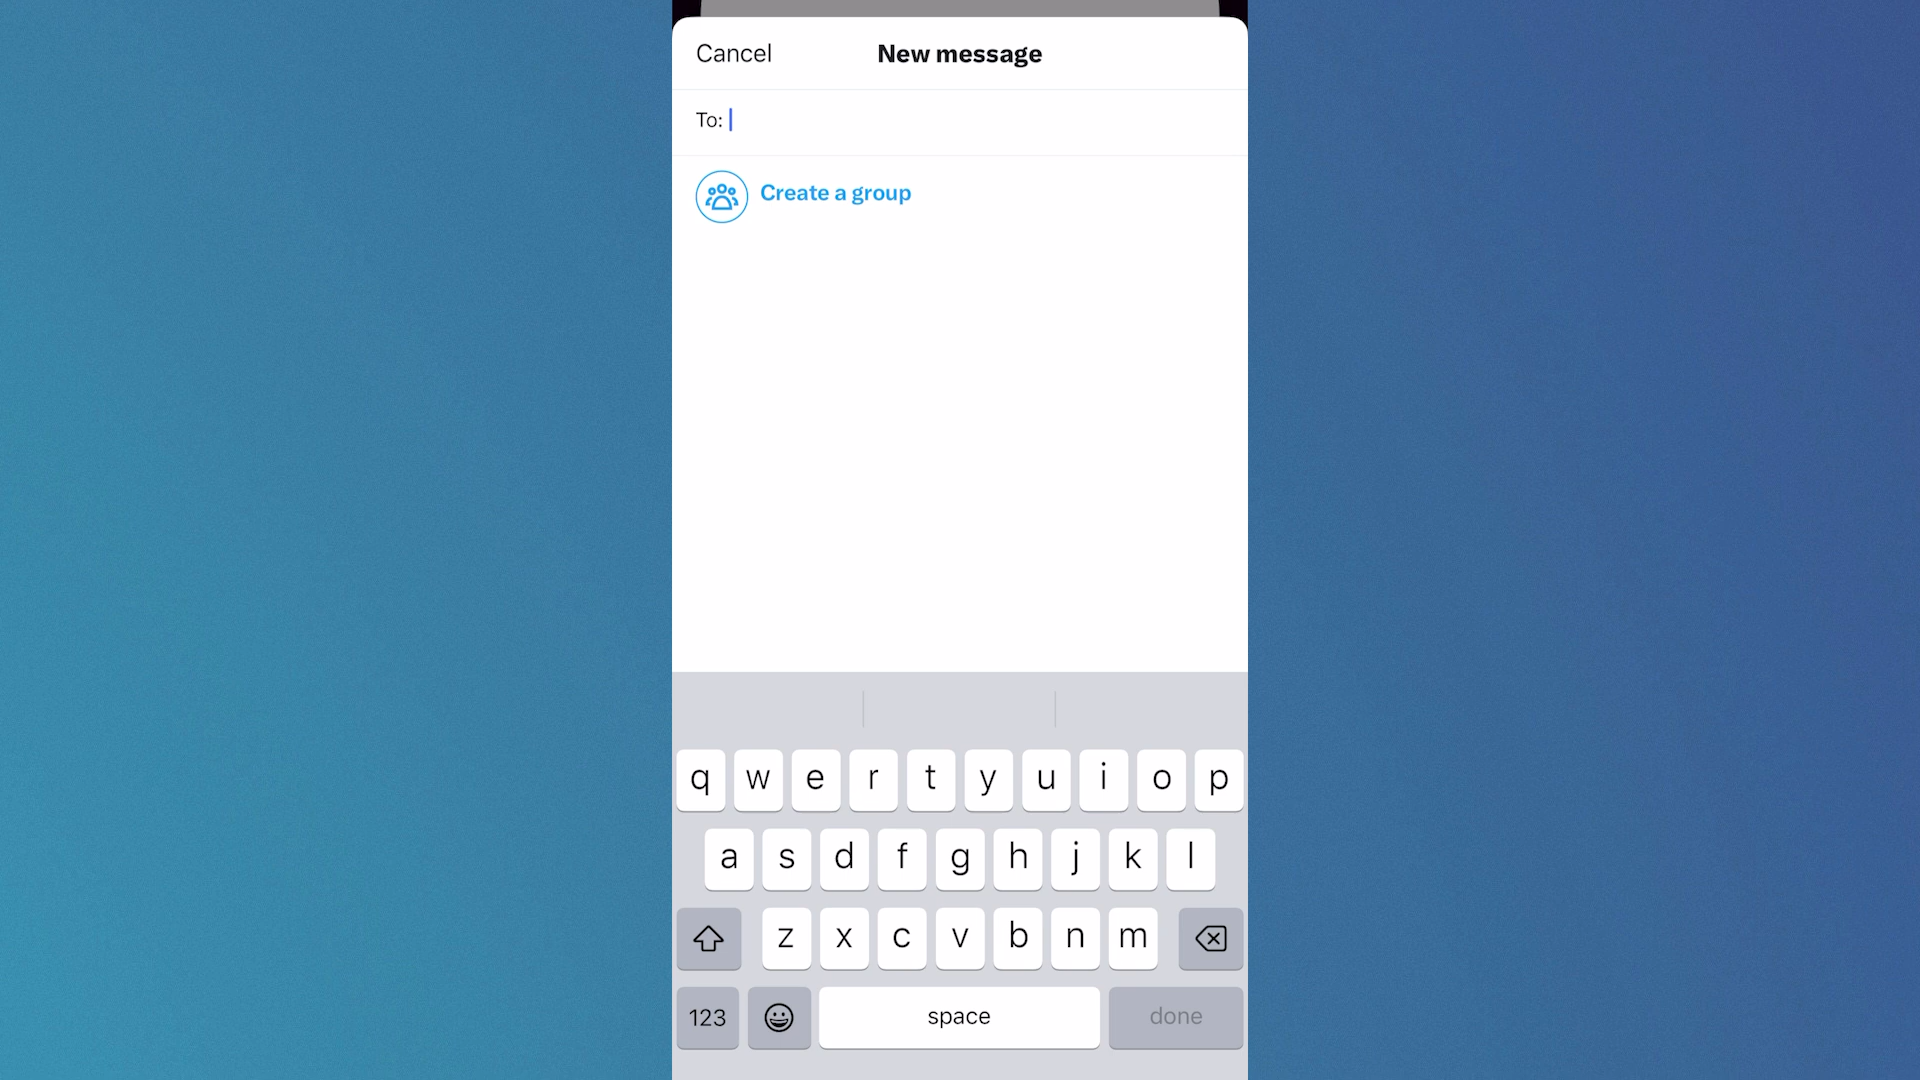 Cancel New message
To:
Create a group
q w e r t y u i o p
a s d f g h j k l
z x c v b n m
123 space done